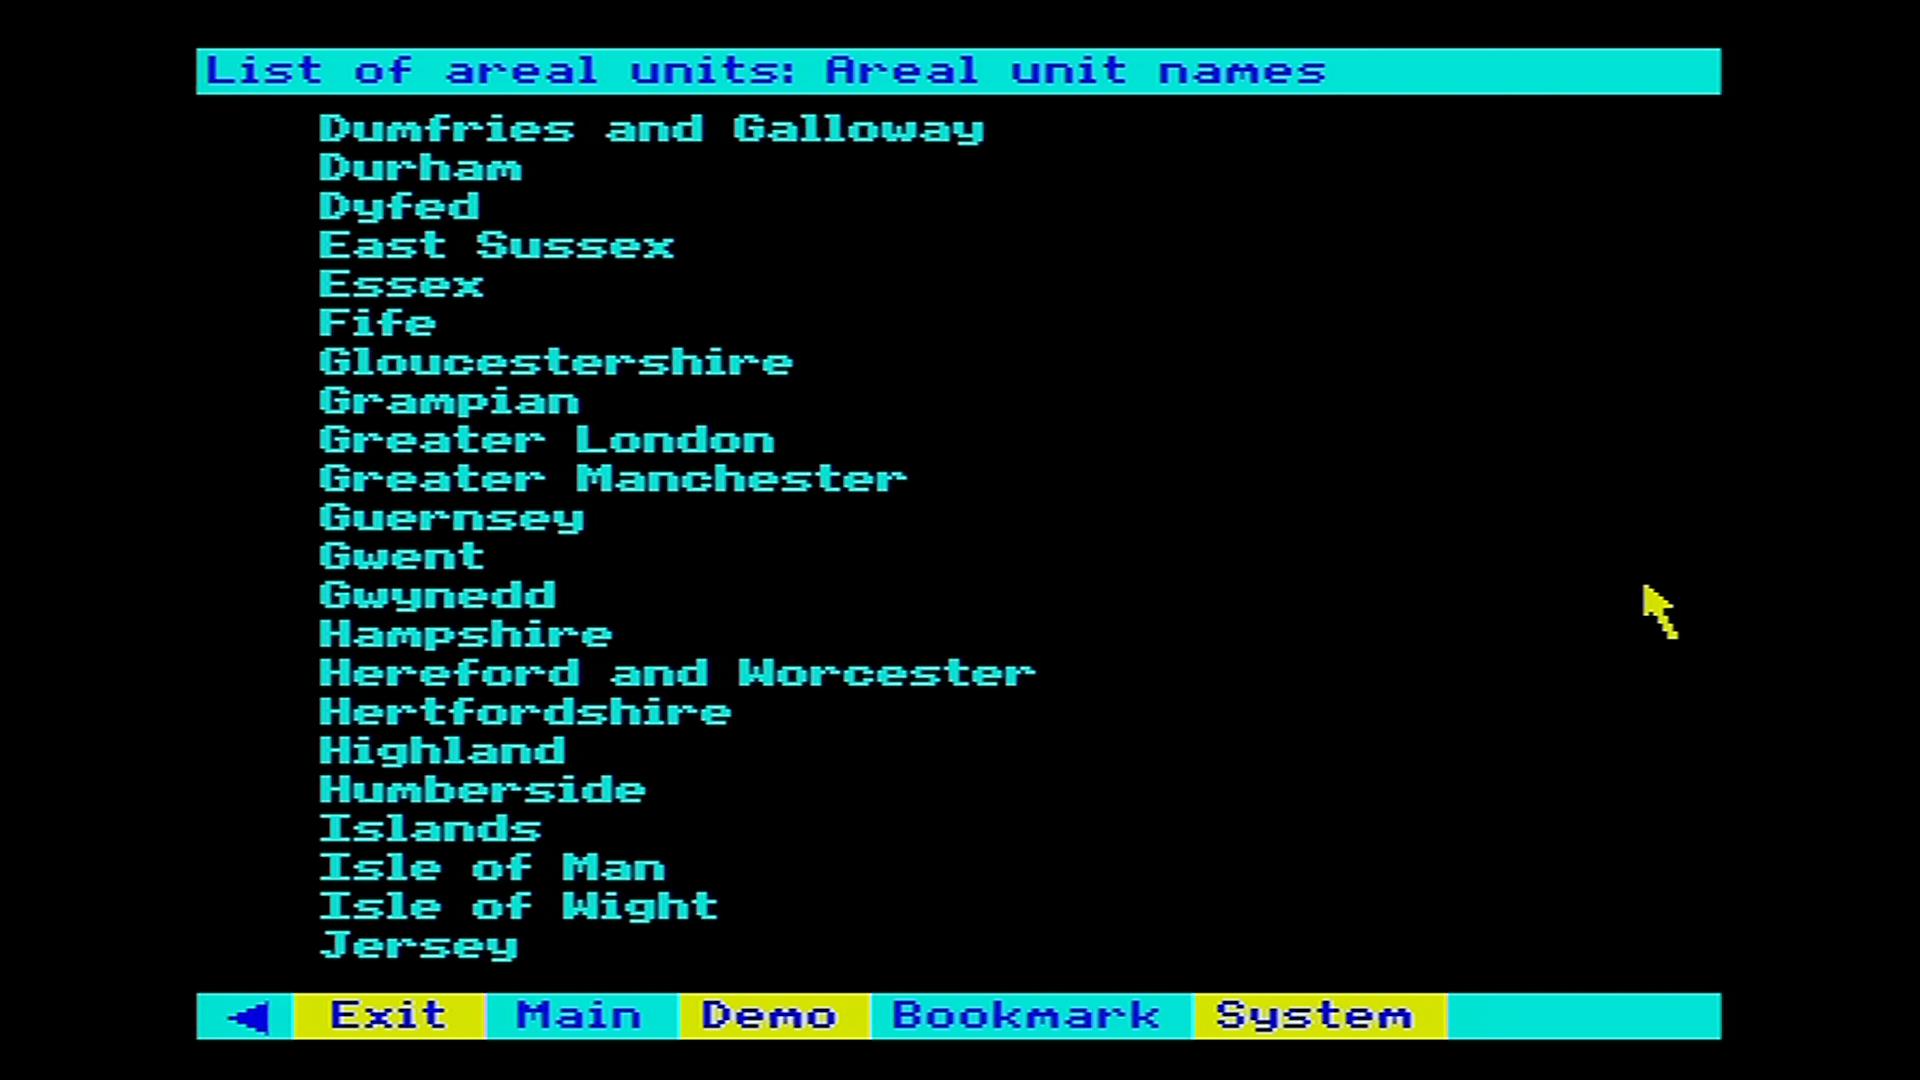 List of areal units: Areal unit names
Dumfries and Galloway
Durham
Dyfed
East Sussex
Essex
Fife
Gloucestershire
Grampian
Greater London
Greater Manchester
Guernsey
Gwent
Gwynedd
Hampshire
Hereford and Worcester
Hertfordshire
Highland
Humberside
Islands
Isle of Man
Isle of Wight
Jersey
Exit Main Demo Bookmark System